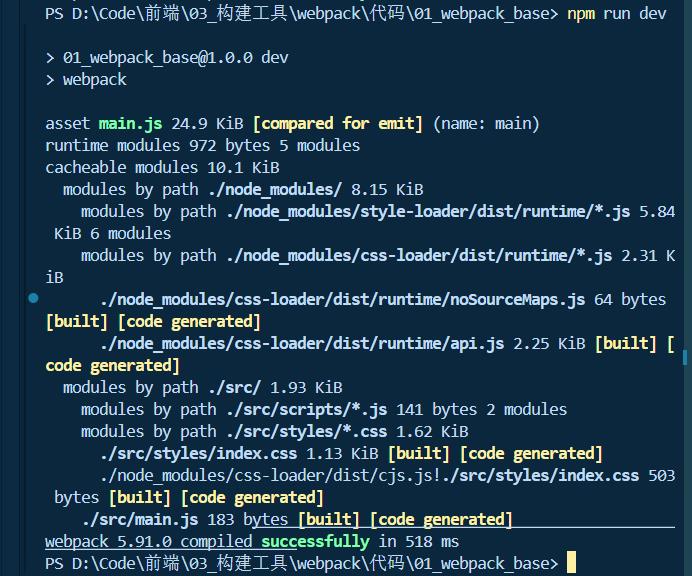 PS D:\Code\前端\03_构建工具\webpack\代码\01_webpack_base> npm run dev
> 01_webpack_base@1.0.0 dev
> webpack
asset main.js 24.9 KiB [compared for emit] (name: main)
runtime modules 972 bytes 5 modules
cacheable modules 10.1 KiB
modules by path ./node_modules/ 8.15 KiB
modules by path ./node_modules/style-loader/dist/runtime/*.js 5.84
KiB 6 modules
modules by path ./node_modules/css-loader/dist/runtime/*.js 2.31 K
iB
./node_modules/css-loader/dist/runtime/noSourceMaps.js 64 bytes
[built] [code generated]
./node_modules/css-loader/dist/runtime/api.js 2.25 KiB [built] [
code generated]
modules by path ./src/ 1.93 KiB
modules by path ./src/scripts/*.js 141 bytes 2 modules
modules by path ./src/styles/*.css 1.62 KiB
./src/styles/index.css 1.13 KiB [built] [code generated]
./node_modules/css-loader/dist/cjs.js!./src/styles/index.css 503
bytes [built] [code generated]
./src/main.js 183 bytes [built] [code generated]
webpack 5.91.0 compiled successfully in 518 ms
PS D:\Code\前端\03_构建工具\webpack\代码\01_webpack_base>